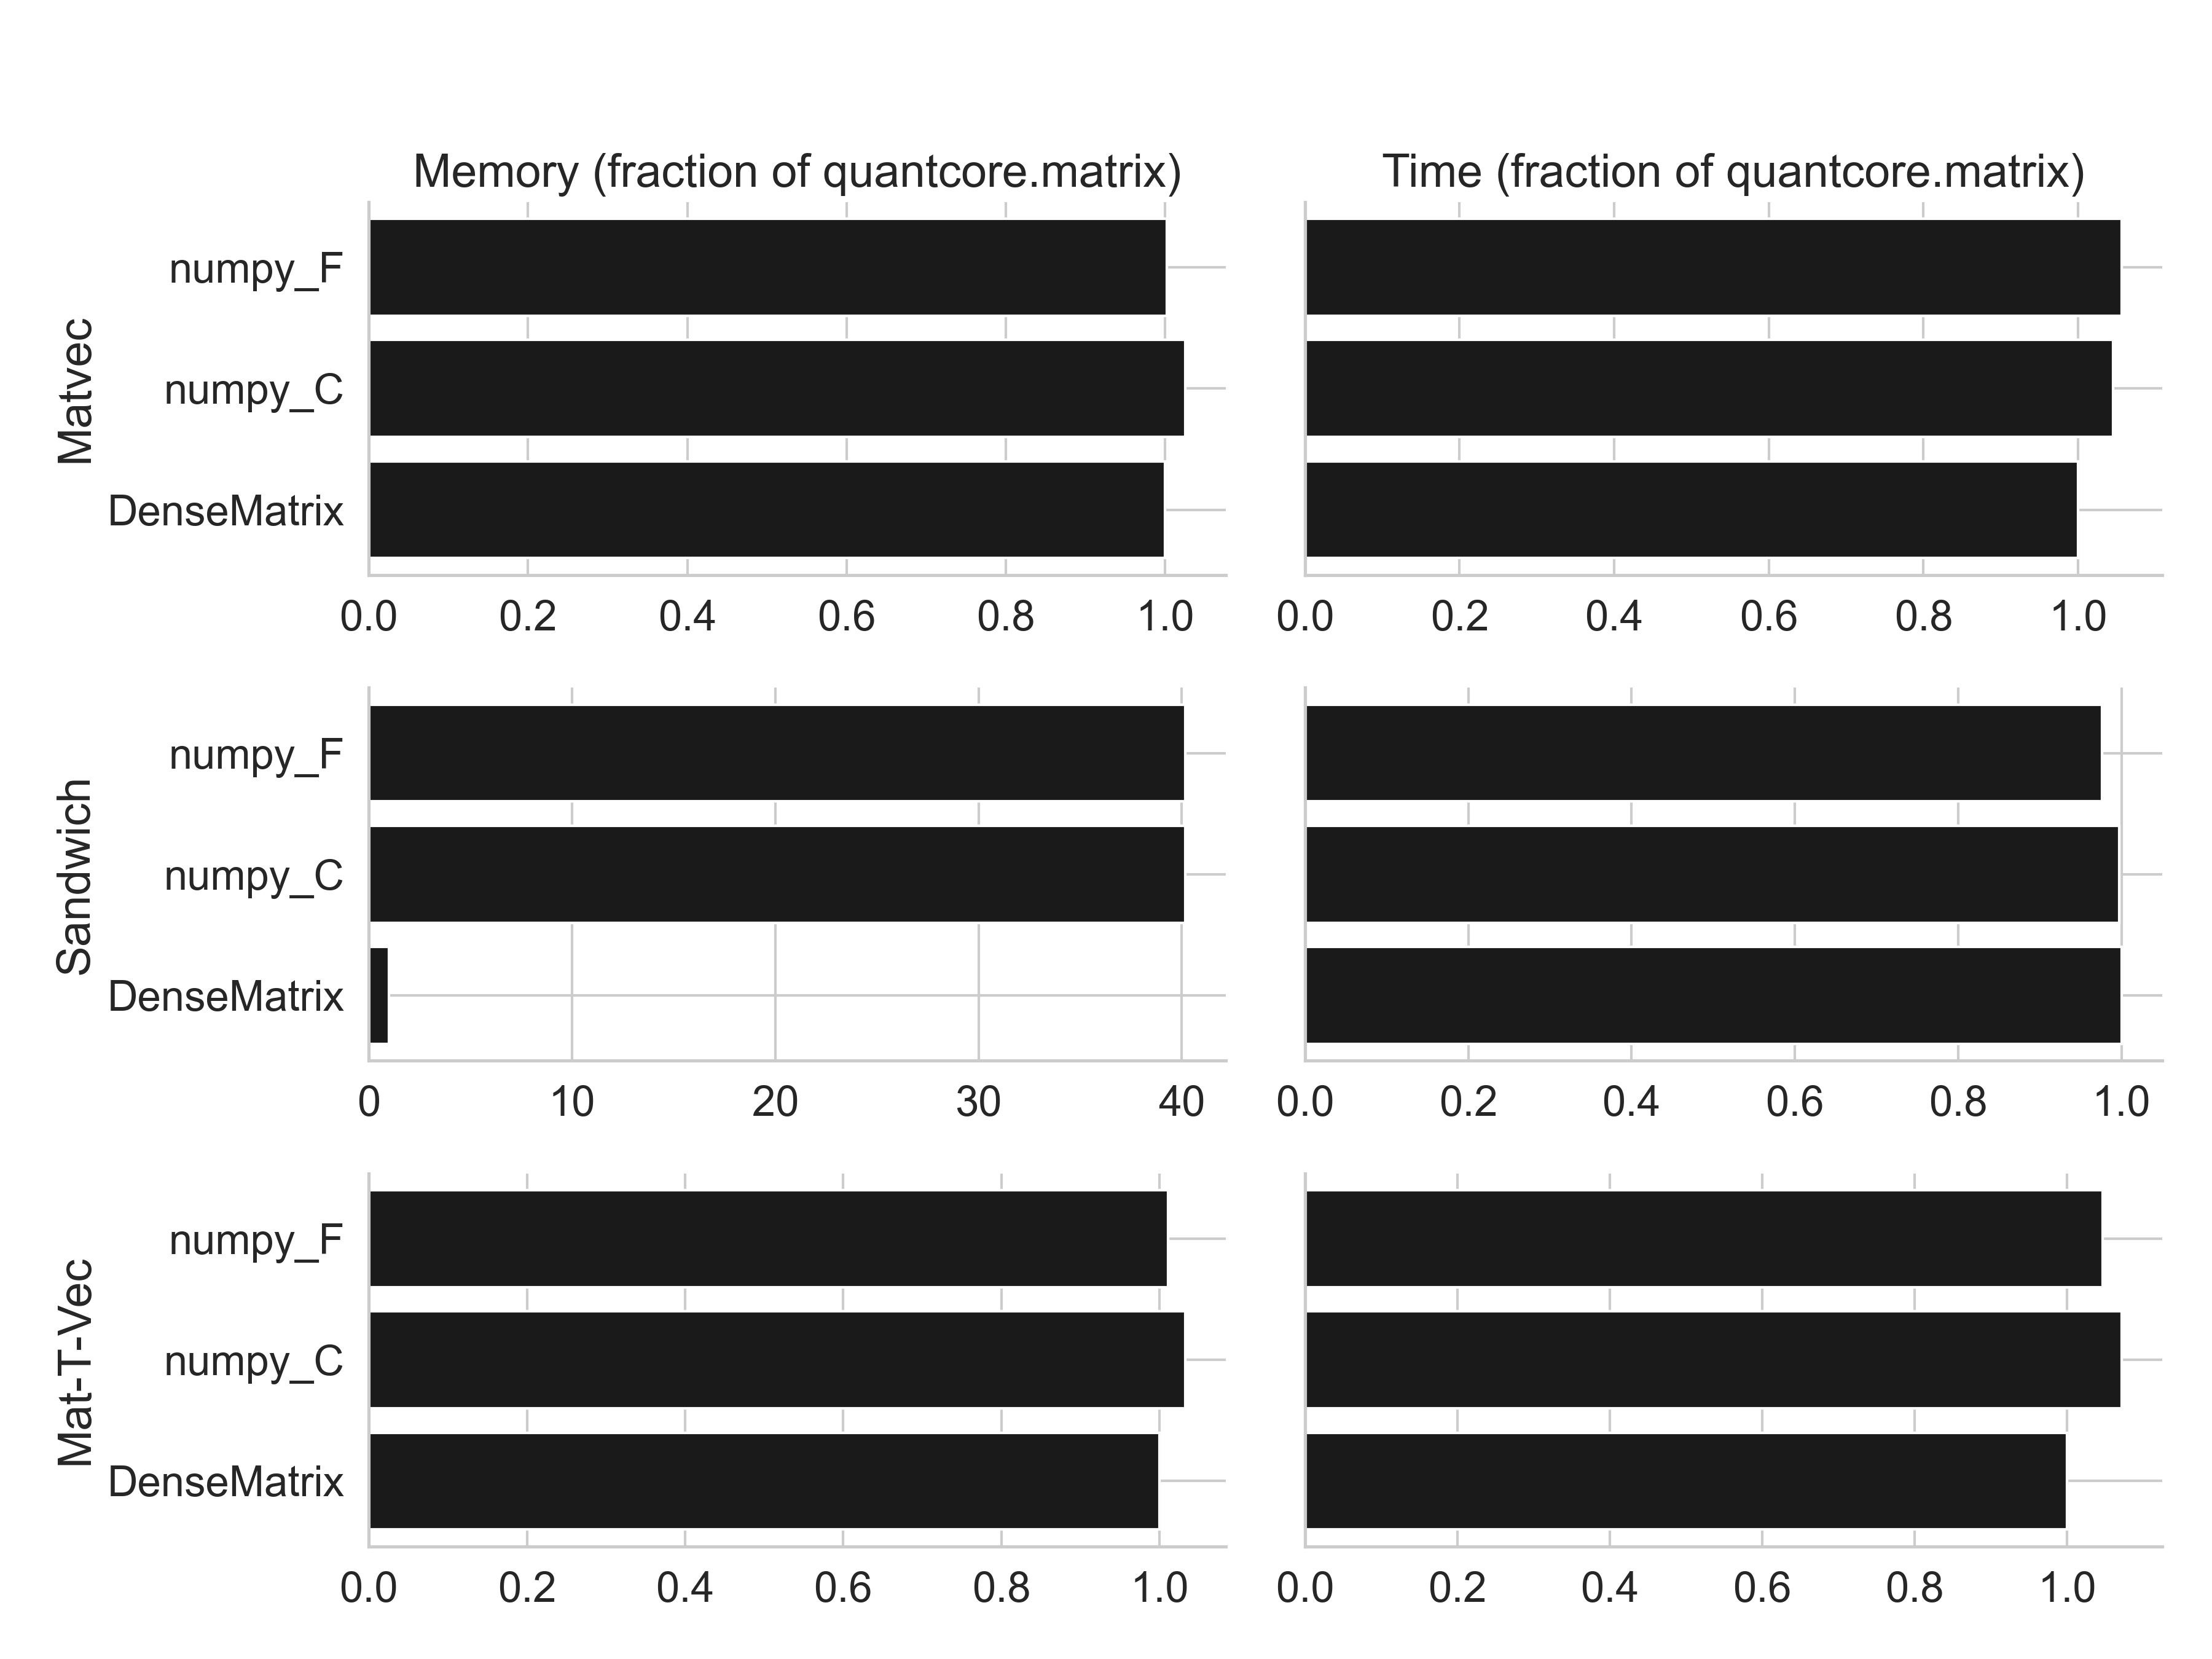 Memory (fraction of quantcore.matrix)
Time (fraction of quantcore.matrix)
Matvec
numpy_F
numpy_C
DenseMatrix
0.0 0.2 0.4 0.6 0.8 1.0
0.0 0.2 0.4 0.6 0.8 1.0
Sandwich
numpy_F
numpy_C
DenseMatrix
0 10 20 30 40
0.0 0.2 0.4 0.6 0.8 1.0
Mat-T-Vec
numpy_F
numpy_C
DenseMatrix
0.0 0.2 0.4 0.6 0.8 1.0
0.0 0.2 0.4 0.6 0.8 1.0